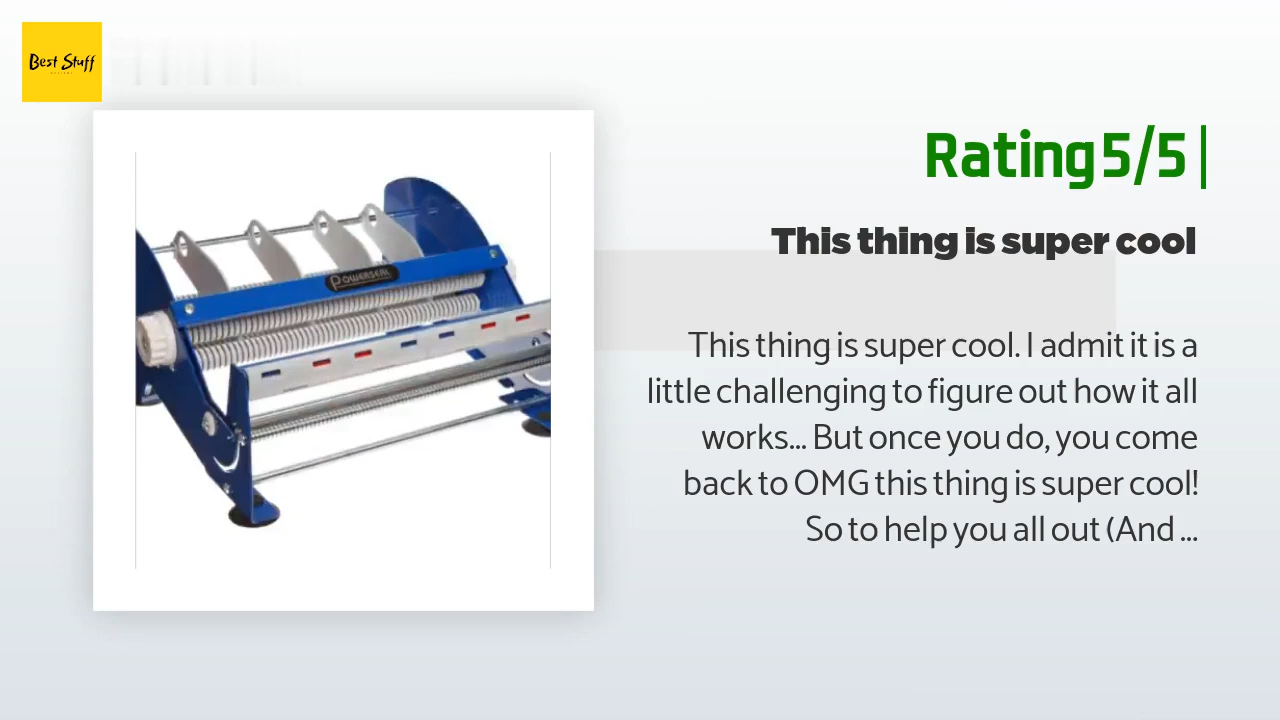 Best Stuff
Rating 5/5 |
This thing is super cool
This thing is super cool. I admit it is a
little challenging to figure out how it all
works... But once you do, you come
back to OMG this thing is super cool!
So to help you all out (And ...
POWERSEAL